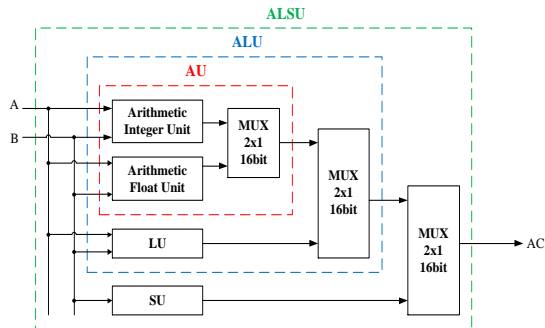 ALSU
ALU
AU
A
B
Arithmetic
Integer Unit
MUX
2x1
16bit
Arithmetic
Float Unit
MUX
2x1
16bit
MUX
2x1
16bit
LU
AC
SU